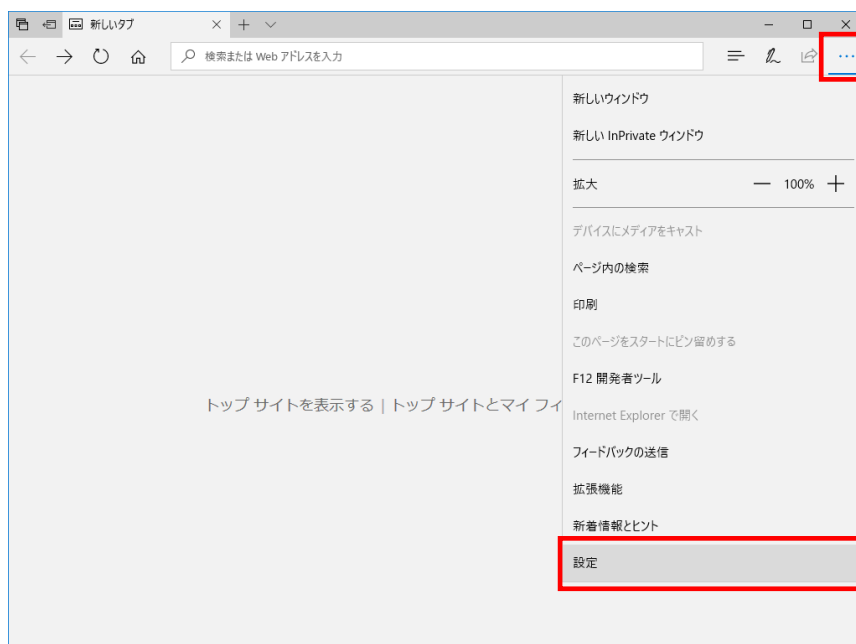 新しいタブ
検索または Web アドレスを入力
新しいウィンドウ
新しい InPrivate ウィンドウ
拡大 100%
デバイスにメディアをキャスト
ページ内の検索
印刷
このページをスタートにピン留めする
F12 開発者ツール
トップ サイトを表示する | トップ サイトとマイ フィ
Internet Explorer で開く
フィードバックの送信
拡張機能
新着情報とヒント
設定